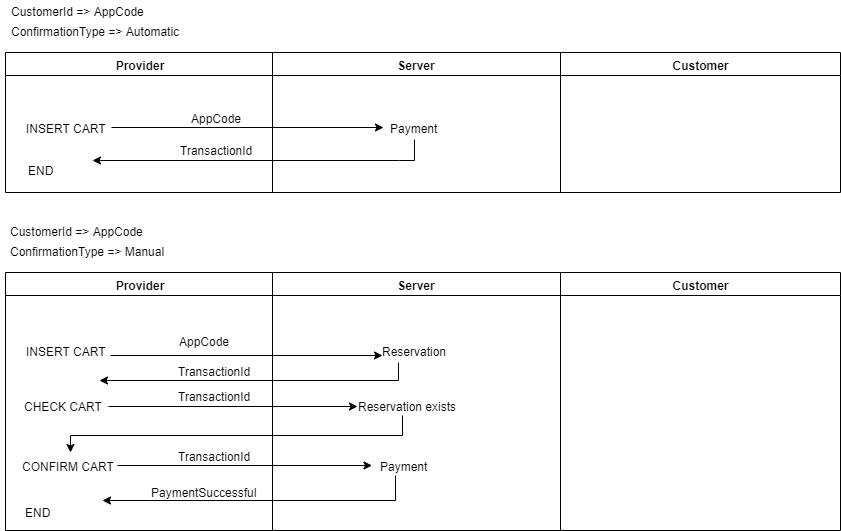 CustomerId => AppCode
ConfirmationType => Automatic
Provider Server Customer
AppCode
INSERT CART Payment
TransactionId
END
CustomerId => AppCode
ConfirmationType => Manual
Provider Server Customer
AppCode
INSERT CART Reservation
TransactionId
TransactionId
CHECK CART Reservation exists
TransactionId
CONFIRM CART Payment
PaymentSuccessful
END